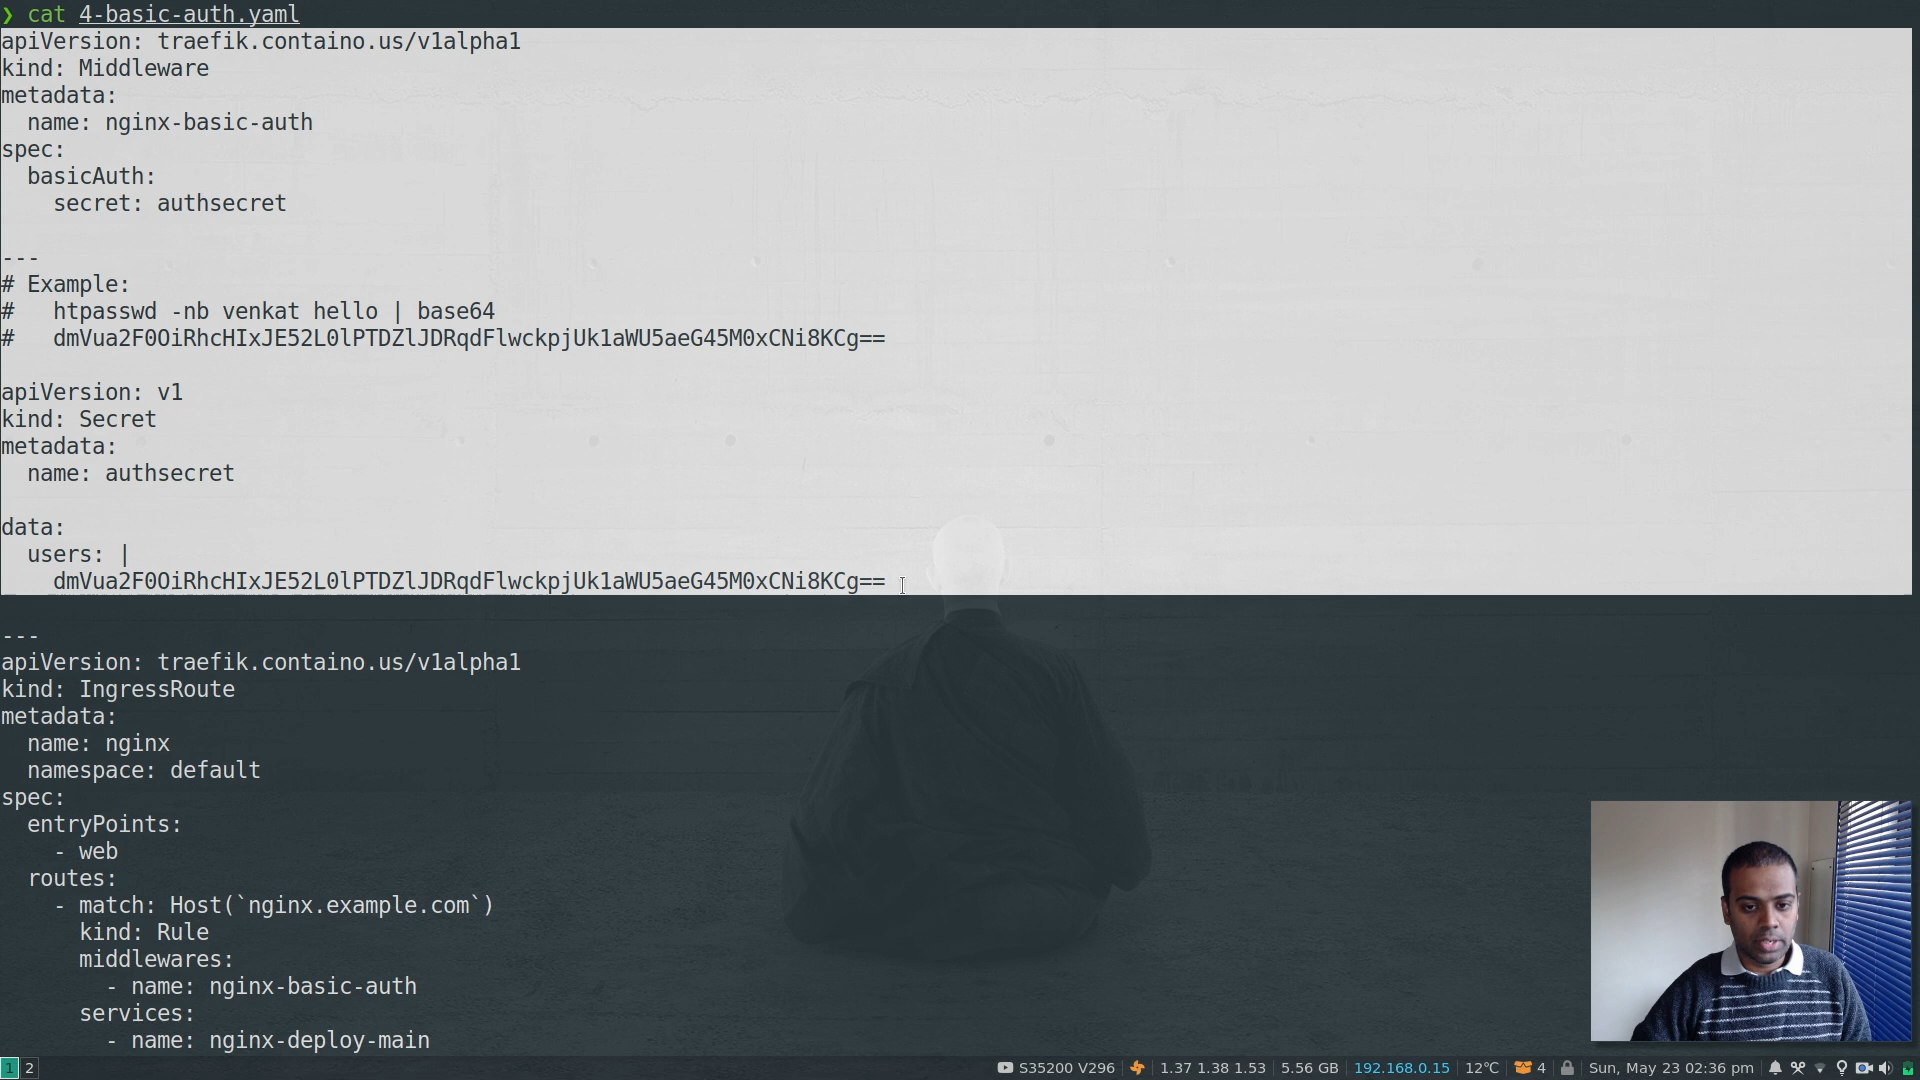 ❯ cat 4-basic-auth.yaml
apiVersion: traefik.containo.us/v1alpha1
kind: Middleware
metadata:
  name: nginx-basic-auth
spec:
  basicAuth:
    secret: authsecret

---
# Example:
#   htpasswd -nb venkat hello | base64
#   dmVua2F0OiRhcHIxJE52L0lPTDZlJDRqdFlwckpjUk1aWU5aeG45M0xCNi8KCg==

apiVersion: v1
kind: Secret
metadata:
  name: authsecret

data:
  users: |
    dmVua2F0OiRhcHIxJE52L0lPTDZlJDRqdFlwckpjUk1aWU5aeG45M0xCNi8KCg==

---
apiVersion: traefik.containo.us/v1alpha1
kind: IngressRoute
metadata:
  name: nginx
  namespace: default
spec:
  entryPoints:
    - web
  routes:
    - match: Host(`nginx.example.com`)
      kind: Rule
      middlewares:
        - name: nginx-basic-auth
      services:
        - name: nginx-deploy-main
1 2 S35200 V296 1.37 1.38 1.53 5.56 GB 192.168.0.15 12°C 4 Sun, May 23 02:36 pm